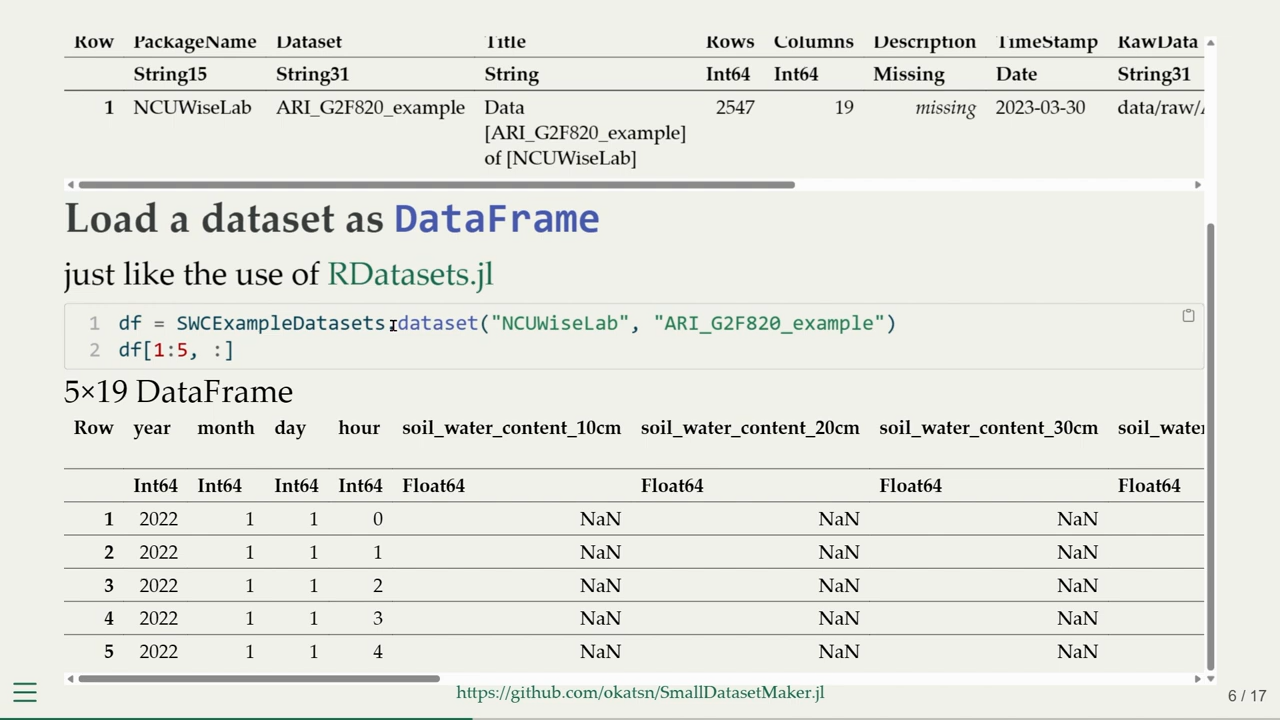 Row PackageName Dataset Title Rows Columns Description TimeStamp RawData
String15 String31 String Int64 Int64 Missing Date String31
1 NCUWiseLab ARI_G2F820_example Data 2547 19 missing 2023-03-30 data/raw/
[ARI_G2F820_example]
of [NCUWiseLab]
Load a dataset as DataFrame
just like the use of RDatasets.jl
1 df = SWCExampleDatasets.dataset("NCUWiseLab", "ARI_G2F820_example")
2 df[1:5, :]
5×19 DataFrame
Row year month day hour soil_water_content_10cm soil_water_content_20cm soil_water_content_30cm soil_water
Int64 Int64 Int64 Int64 Float64 Float64 Float64 Float64
1 2022 1 1 0 NaN NaN NaN
2 2022 1 1 1 NaN NaN NaN
3 2022 1 1 2 NaN NaN NaN
4 2022 1 1 3 NaN NaN NaN
5 2022 1 1 4 NaN NaN NaN
https://github.com/okatsn/SmallDatasetMaker.jl
6 / 17